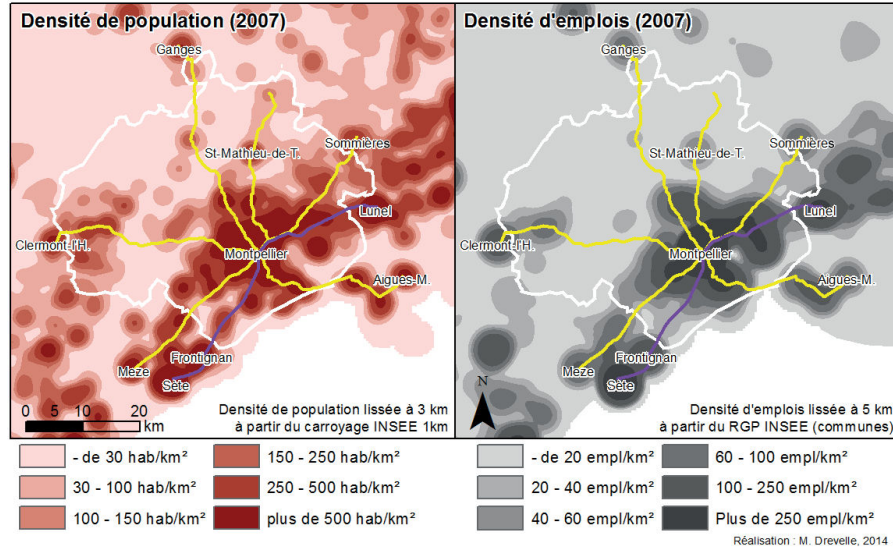 Densité de population (2007)
Ganges
St-Mathieu-de-T.
Sommières
Lunel
Clermont-l'H.
Montpellier
Aigues-M.
Frontignan
Meze
Sète
0 10 20
km
Densité de population lissée à 3 km
à partir du carroyage INSEE 1km
Densité d'emplois (2007)
Ganges
St-Mathieu-de-T.
Sommières
Lunel
Clermont-l'H.
Montpellier
Aigues-M.
Frontignan
Meze
Sète
N
Densité d'emplois lissée à 5 km
à partir du RGP INSEE (communes)
- de 30 hab/km²
30 - 100 hab/km²
100 - 150 hab/km²
150 - 250 hab/km²
250 - 500 hab/km²
plus de 500 hab/km²
- de 20 empl/km²
20 - 40 empl/km²
40 - 60 empl/km²
60 - 100 empl/km²
100 - 250 empl/km²
Plus de 250 empl/km²
Réalisation : M. Drevelle, 2014